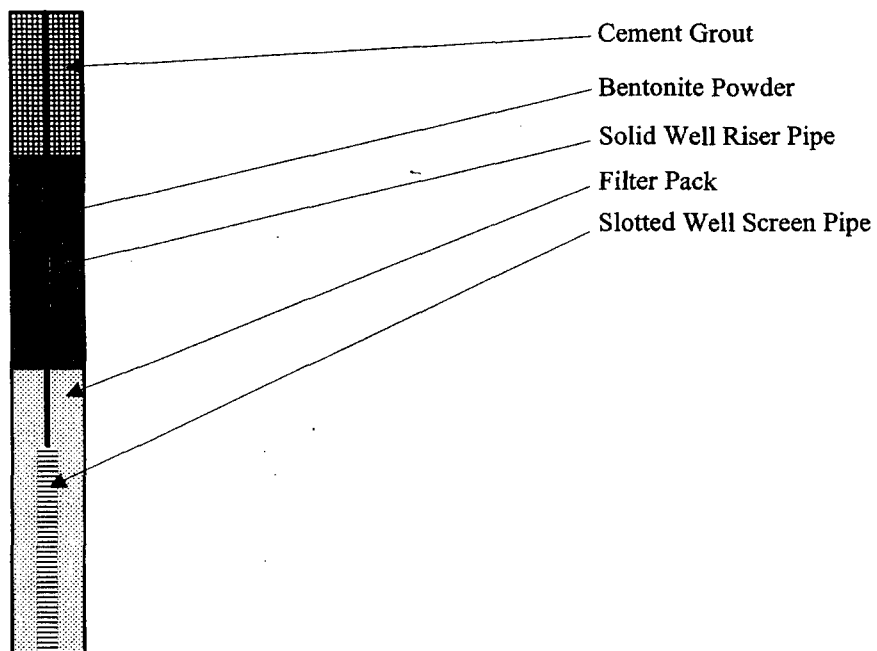 Cement Grout
Bentonite Powder
Solid Well Riser Pipe
Filter Pack
Slotted Well Screen Pipe